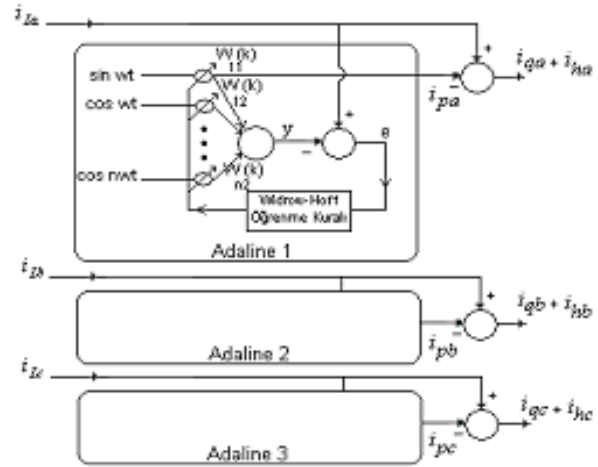 i_La
W(k)
11
sin wt
W(k)
12
cos wt
cos nwt
W(k)
n2
y
e
+
−
Widrow-Hoff
Öğrenme Kuralı
Adaline 1
+
−
i_pa
i_qa + i_ha
i_Lb
Adaline 2
+
−
i_pb
i_qb + i_hb
i_Lc
Adaline 3
+
−
i_pc
i_qc + i_hc